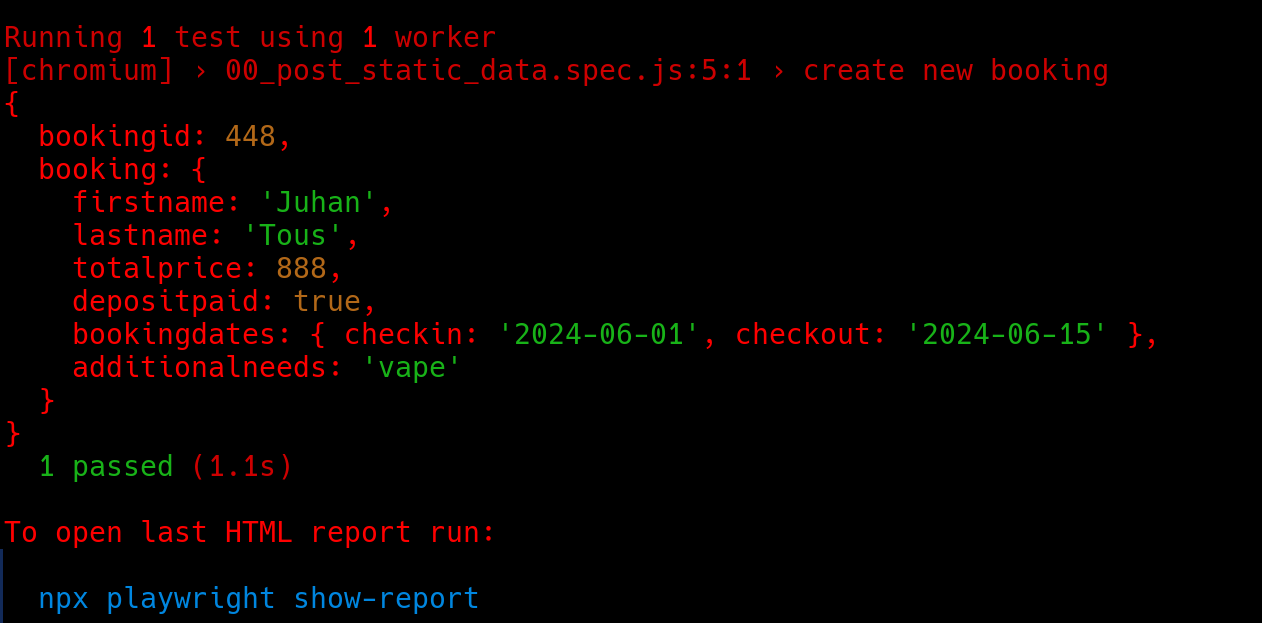 Running 1 test using 1 worker
[chromium] › 00_post_static_data.spec.js:5:1 › create new booking
{
  bookingid: 448,
  booking: {
    firstname: 'Juhan',
    lastname: 'Tous',
    totalprice: 888,
    depositpaid: true,
    bookingdates: { checkin: '2024-06-01', checkout: '2024-06-15' },
    additionalneeds: 'vape'
  }
}
  1 passed (1.1s)
To open last HTML report run:
  npx playwright show-report